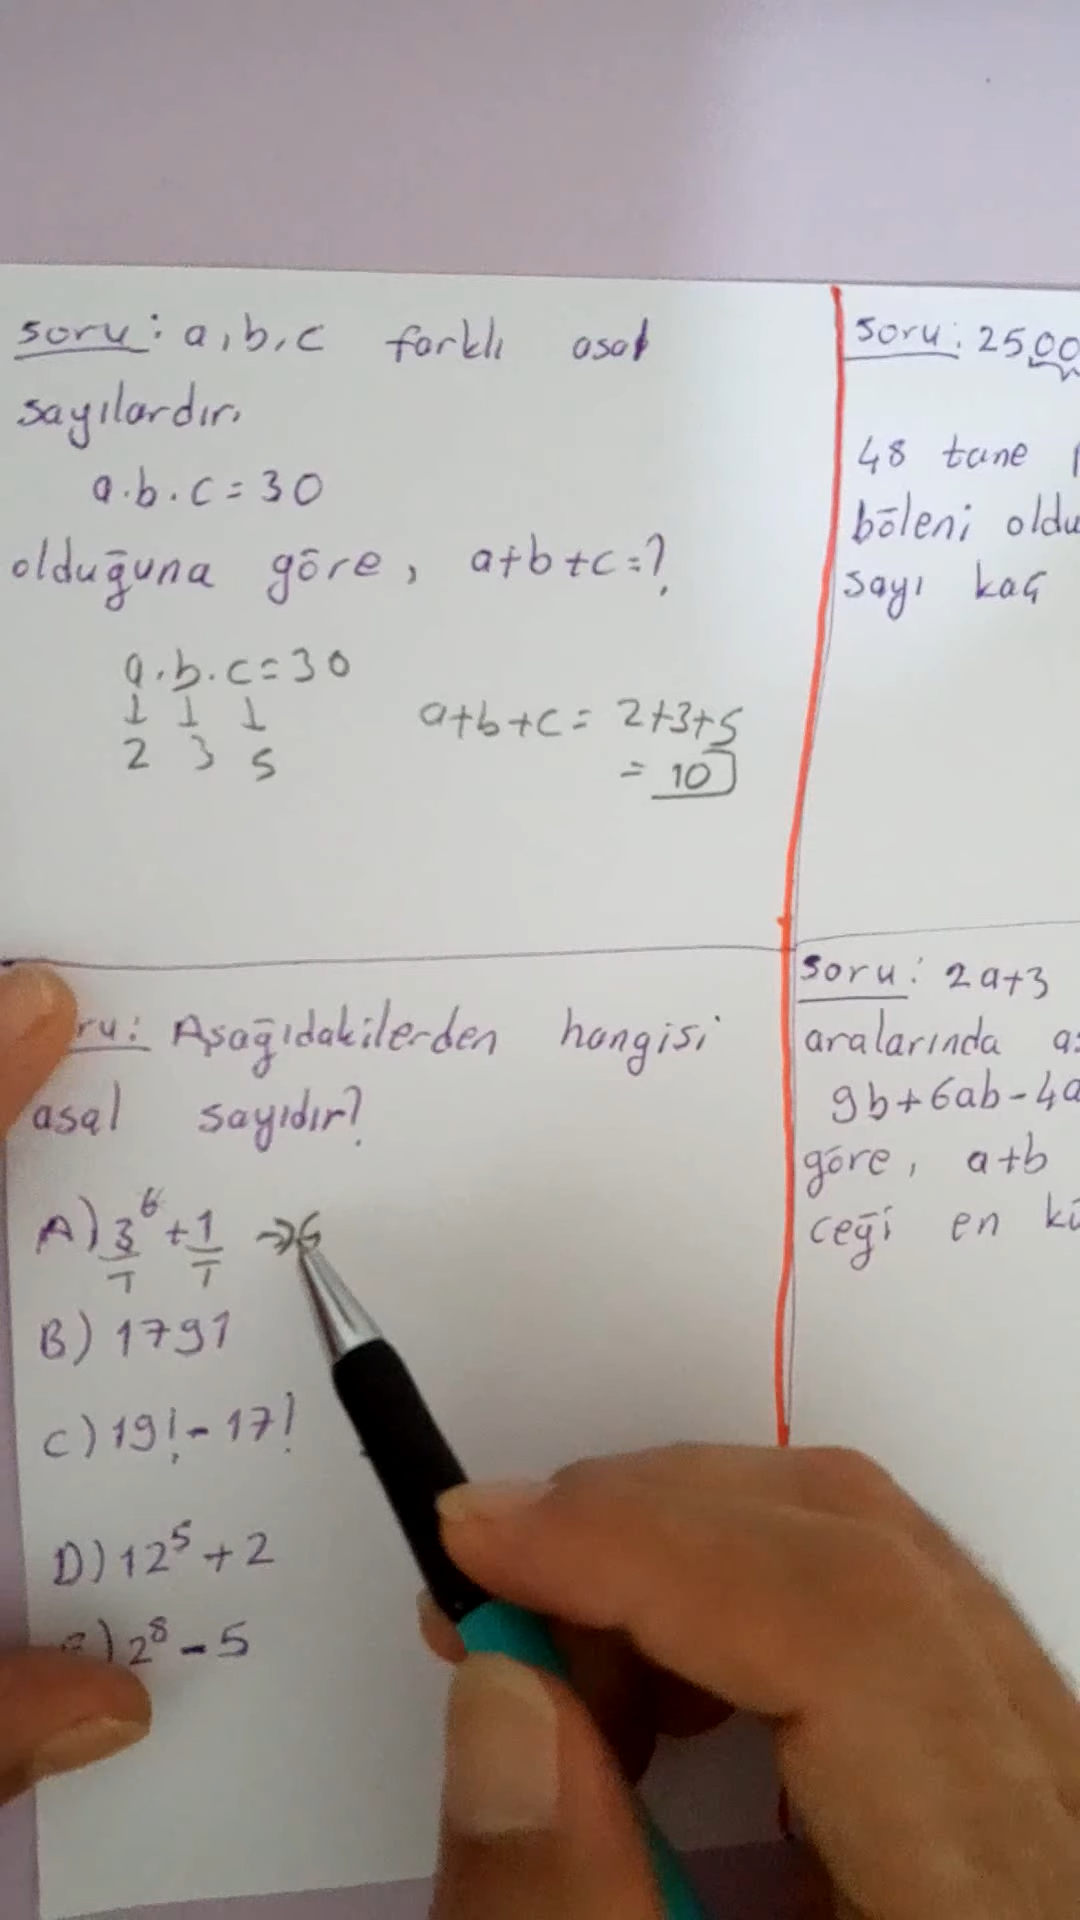 soru: a,b,c farklı asal
sayılardır.
a.b.c=30
olduğuna göre, a+b+c=?
a.b.c=30
2 3 5
a+b+c= 2+3+5
= 10
soru: 2500
48 tane
böleni
sayı kaç
Aşağıdakilerden hangisi
asal sayıdır?
A) 3⁶+1 →
T T
B) 1791
C) 19!-17!
D) 12⁵+2
2⁸-5
soru: 2a+3
aralarında
9b+6ab-4a
göre, a+b
ceği en